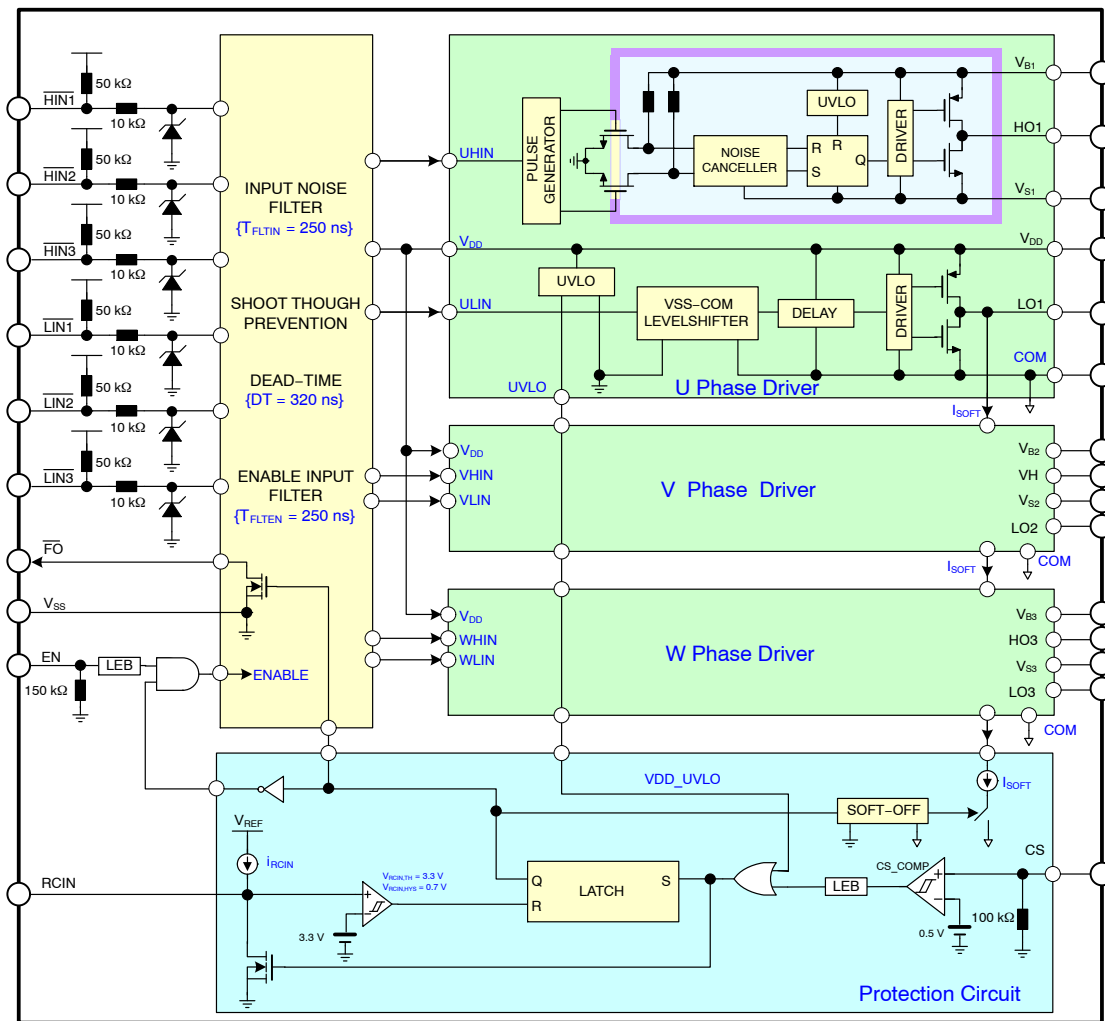 HIN1
50 kΩ
10 kΩ
HIN2
50 kΩ
10 kΩ
HIN3
50 kΩ
10 kΩ
LIN1
50 kΩ
10 kΩ
LIN2
50 kΩ
10 kΩ
LIN3
50 kΩ
10 kΩ
FO
VSS
EN
150 kΩ
LEB
ENABLE
INPUT NOISE
FILTER
{TFLTIN = 250 ns}
SHOOT THOUGH
PREVENTION
DEAD-TIME
{DT = 320 ns}
ENABLE INPUT
FILTER
{TFLTEN = 250 ns}
UHIN
PULSE
GENERATOR
NOISE
CANCELLER
UVLO
R
R
S
Q
DRIVER
VB1
HO1
VS1
VDD
VDD
UVLO
ULIN
VSS-COM
LEVELSHIFTER
DELAY
DRIVER
LO1
COM
UVLO
U Phase Driver
ISOFT
VDD
VHIN
VLIN
V Phase Driver
VB2
VH
VS2
LO2
COM
ISOFT
VDD
WHIN
WLIN
W Phase Driver
VB3
HO3
VS3
LO3
COM
VDD_UVLO
ISOFT
SOFT-OFF
VREF
iRCIN
RCIN
VRCIN,TH = 3.3 V
VRCIN,HYS = 0.7 V
+
−
3.3 V
Q
R
LATCH
S
LEB
CS_COMP
+
−
0.5 V
100 kΩ
CS
Protection Circuit